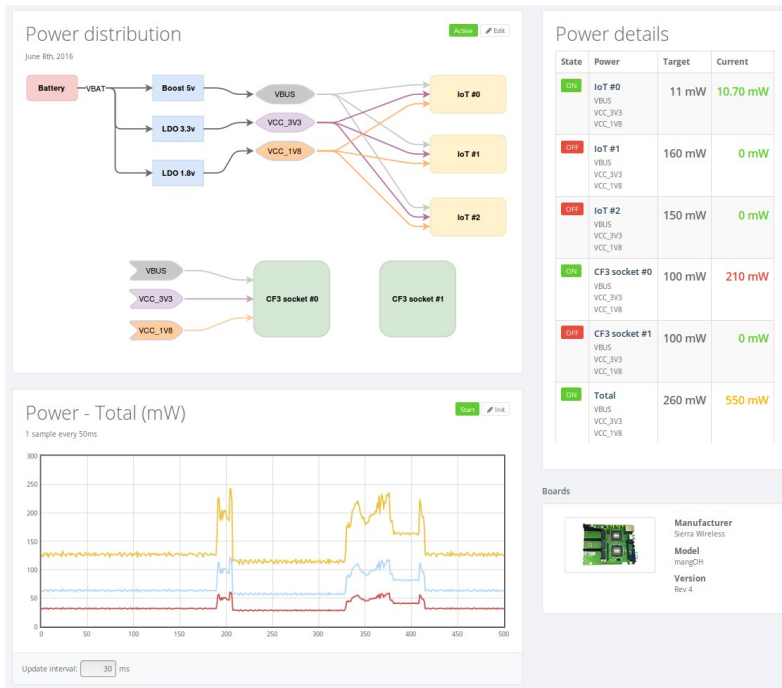 Power distribution
Active
Edit
June 8th, 2016
Battery
VBAT
Boost 5v
LDO 3.3v
LDO 1.8v
VBUS
VCC_3V3
VCC_1V8
IoT #0
IoT #1
IoT #2
VBUS
VCC_3V3
VCC_1V8
CF3 socket #0
CF3 socket #1
Power - Total (mW)
Start
Init
1 sample every 50ms
300
250
200
150
100
50
0
0 50 100 150 200 250 300 350 400 450 500
Update interval: 30 ms
Power details
State Power Target Current
ON IoT #0 11 mW 10.70 mW
VBUS
VCC_3V3
VCC_1V8
OFF IoT #1 160 mW 0 mW
VBUS
VCC_3V3
VCC_1V8
OFF IoT #2 150 mW 0 mW
VBUS
VCC_3V3
VCC_1V8
ON CF3 socket #0 100 mW 210 mW
VBUS
VCC_3V3
VCC_1V8
OFF CF3 socket #1 100 mW 0 mW
VBUS
VCC_3V3
VCC_1V8
ON Total 260 mW 550 mW
VBUS
VCC_3V3
VCC_1V8
Boards
Manufacturer
Sierra Wireless
Model
mangOH
Version
Rev 4